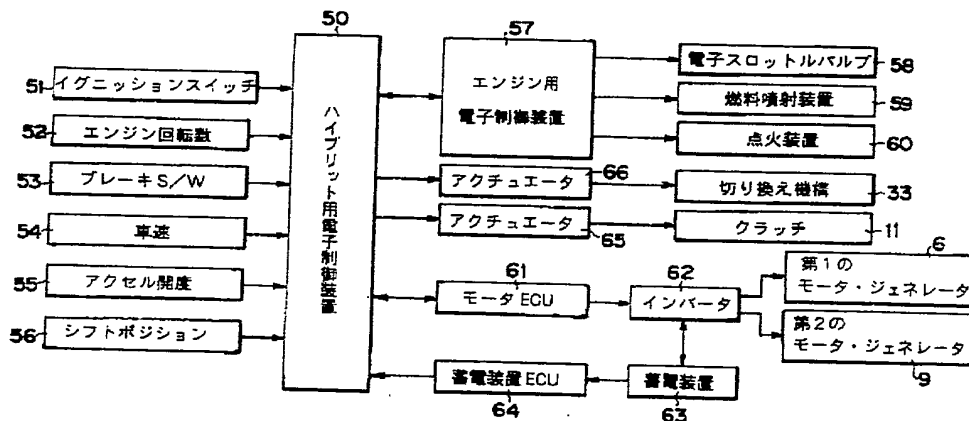 50
ハイブリット用電子制御装置
51
イグニッションスイッチ
52
エンジン回転数
53
ブレーキS/W
54
車速
55
アクセル開度
56
シフトポジション
57
エンジン用
電子制御装置
電子スロットルバルブ
58
燃料噴射装置
59
点火装置
60
アクチュエータ
66
切り換え機構
33
アクチュエータ
65
クラッチ
11
61
モータECU
62
インバータ
6
第1の
モータ・ジェネレータ
第2の
モータ・ジェネレータ
9
蓄電装置ECU
64
蓄電装置
63